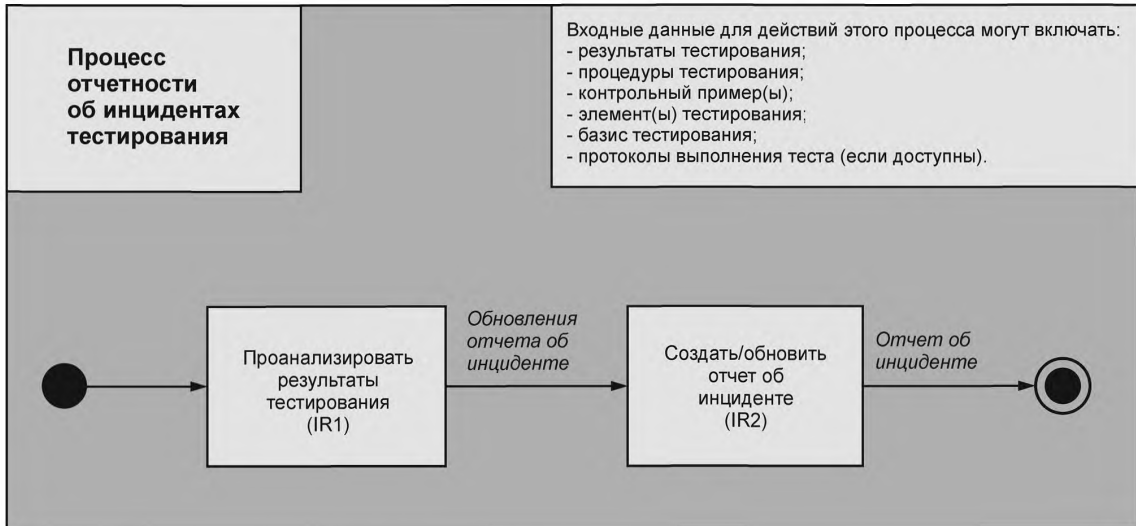 Процесс
отчетности
об инцидентах
тестирования
Входные данные для действий этого процесса могут включать:
- результаты тестирования;
- процедуры тестирования;
- контрольный пример(ы);
- элемент(ы) тестирования;
- базис тестирования;
- протоколы выполнения теста (если доступны).
Проанализировать
результаты
тестирования
(IR1)
Обновления
отчета об
инциденте
Создать/обновить
отчет об
инциденте
(IR2)
Отчет об
инциденте